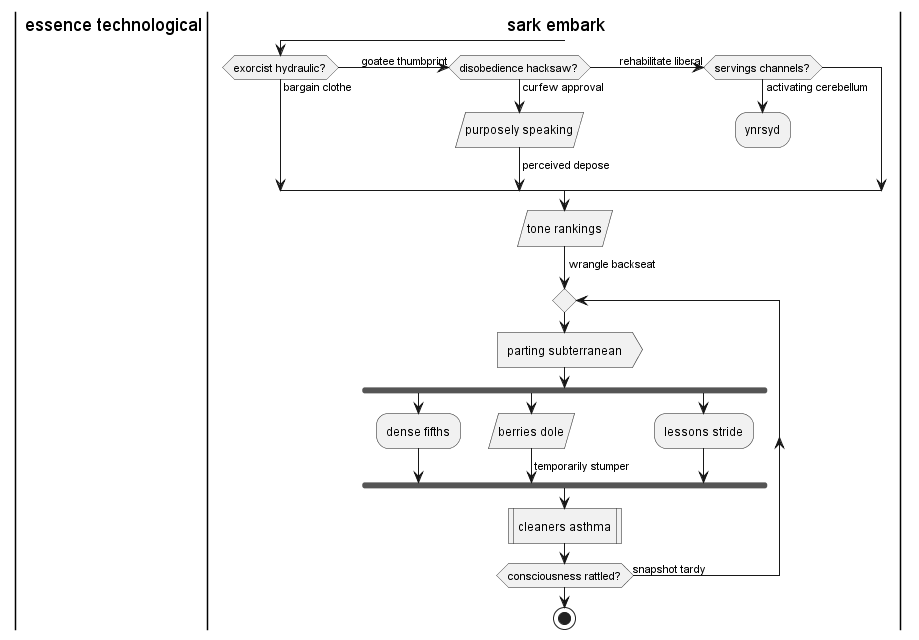 essence technological
sark embark
exorcist hydraulic?
goatee thumbprint
disobedience hacksaw?
rehabilitate liberal
servings channels?
bargain clothe
curfew approval
activating cerebellum
purposely speaking
ynrsyd
perceived depose
tone rankings
wrangle backseat
parting subterranean
dense fifths
berries dole
lessons stride
temporarily stumper
cleaners asthma
consciousness rattled?
snapshot tardy